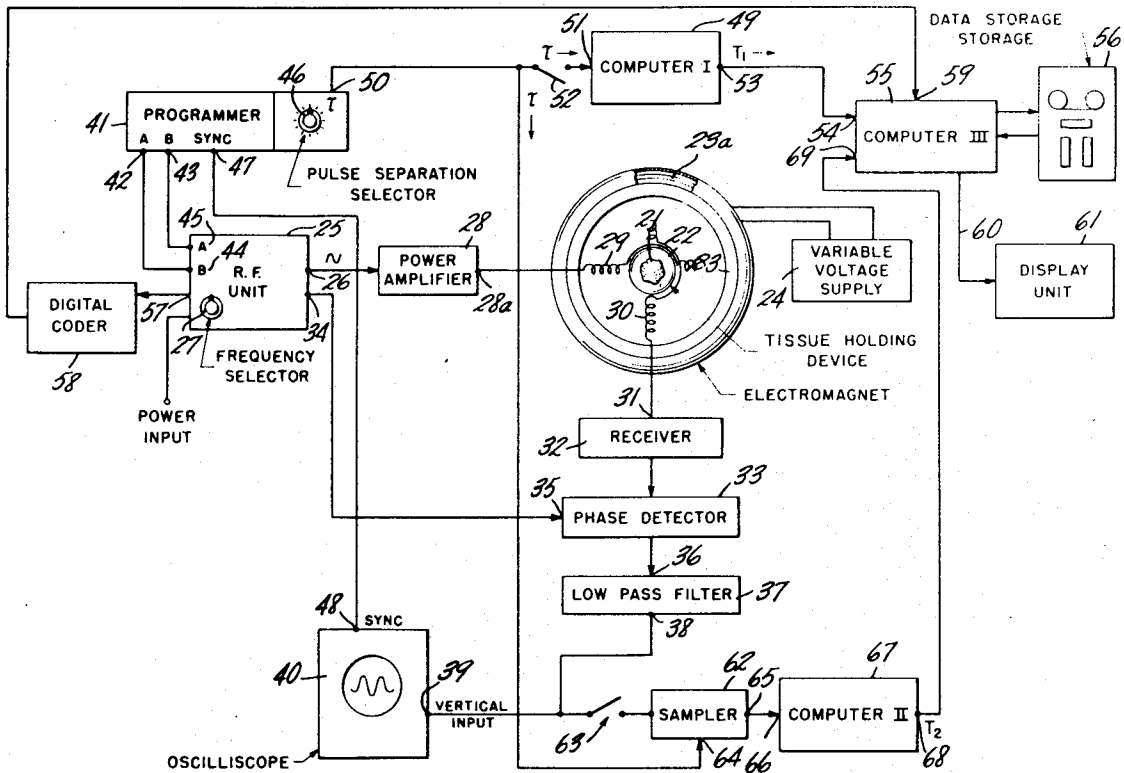 49
DATA STORAGE
STORAGE
56
51
τ
T₁
50
COMPUTER I
53
52
τ
46
τ
PROGRAMMER
41
A B SYNC
42
43
47
PULSE SEPARATION
SELECTOR
55
59
54
COMPUTER III
69
23a
45
A
44
B
25
R.F.
UNIT
26
27
34
57
FREQUENCY
SELECTOR
28
POWER
AMPLIFIER
28a
29
21
22
23
30
VARIABLE
VOLTAGE
SUPPLY
24
60
61
DISPLAY
UNIT
DIGITAL
CODER
58
POWER
INPUT
TISSUE HOLDING
DEVICE
ELECTROMAGNET
31
RECEIVER
32
33
35
PHASE DETECTOR
36
LOW PASS FILTER
37
38
48
SYNC
40
39
VERTICAL
INPUT
OSCILLISCOPE
63
62
SAMPLER
65
64
67
COMPUTER II
66
T₂
68